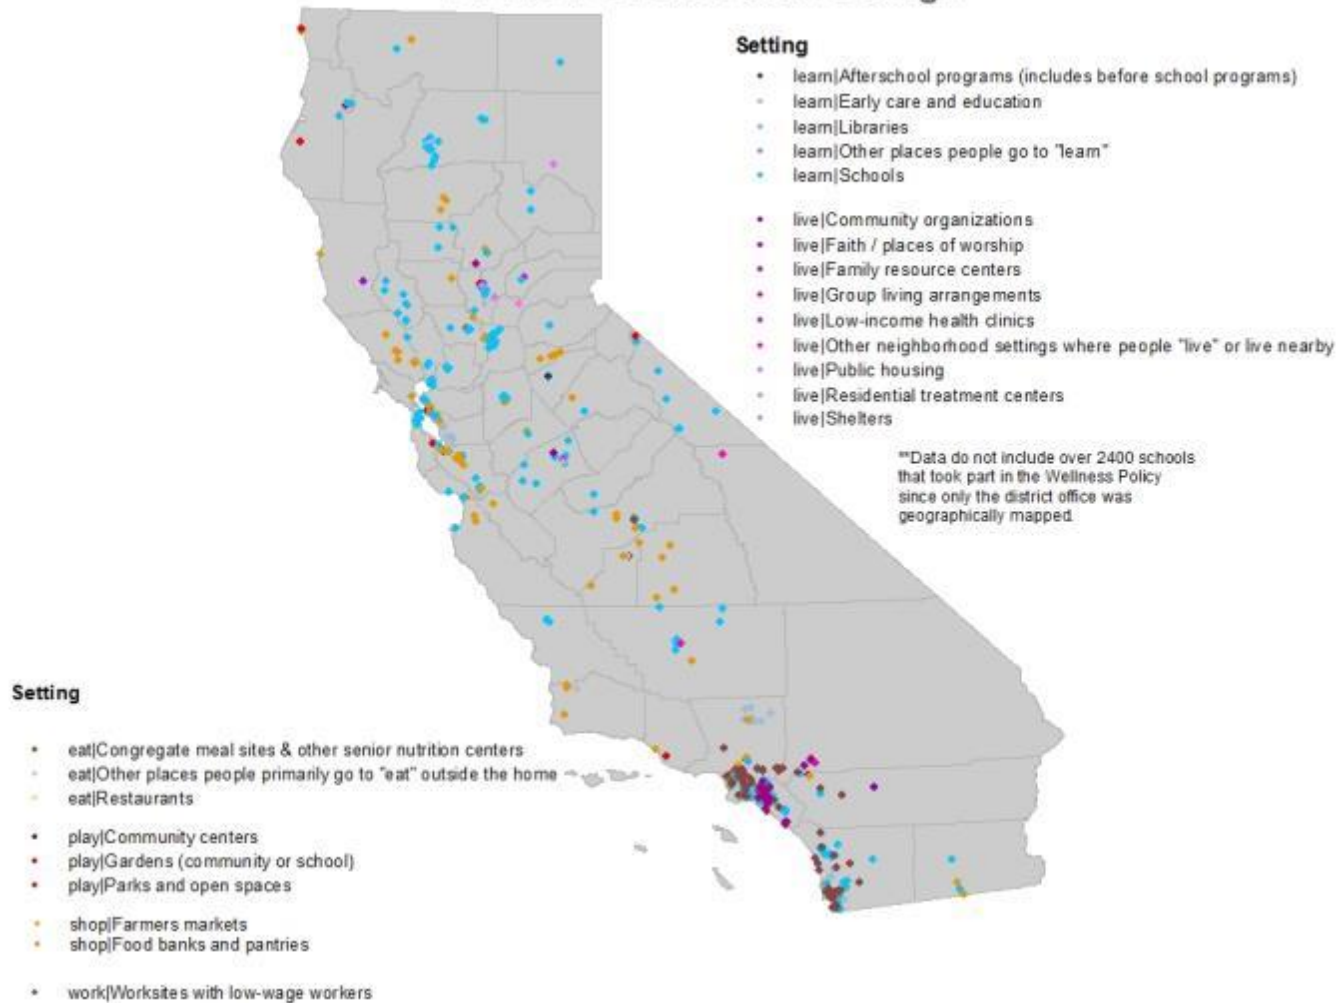 Setting
learn|Afterschool programs (includes before school programs)
learn|Early care and education
learn|Libraries
learn|Other places people go to "learn"
learn|Schools
live|Community organizations
live|Faith / places of worship
live|Family resource centers
live|Group living arrangements
live|Low-income health clinics
live|Other neighborhood settings where people "live" or live nearby
live|Public housing
live|Residential treatment centers
live|Shelters
**Data do not include over 2400 schools
that took part in the Wellness Policy
since only the district office was
geographically mapped.
Setting
eat|Congregate meal sites & other senior nutrition centers
eat|Other places people primarily go to "eat" outside the home
eat|Restaurants
play|Community centers
play|Gardens (community or school)
play|Parks and open spaces
shop|Farmers markets
shop|Food banks and pantries
work|Worksites with low-wage workers